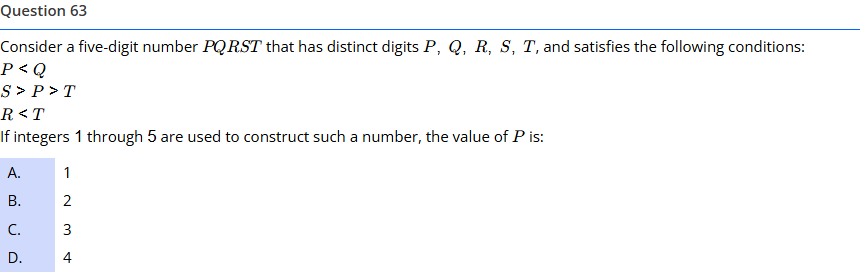 Question 63
Consider a five-digit number PQRST that has distinct digits P, Q, R, S, T, and satisfies the following conditions:
P < Q
S > P > T
R < T
If integers 1 through 5 are used to construct such a number, the value of P is:
A. 1
B. 2
C. 3
D. 4